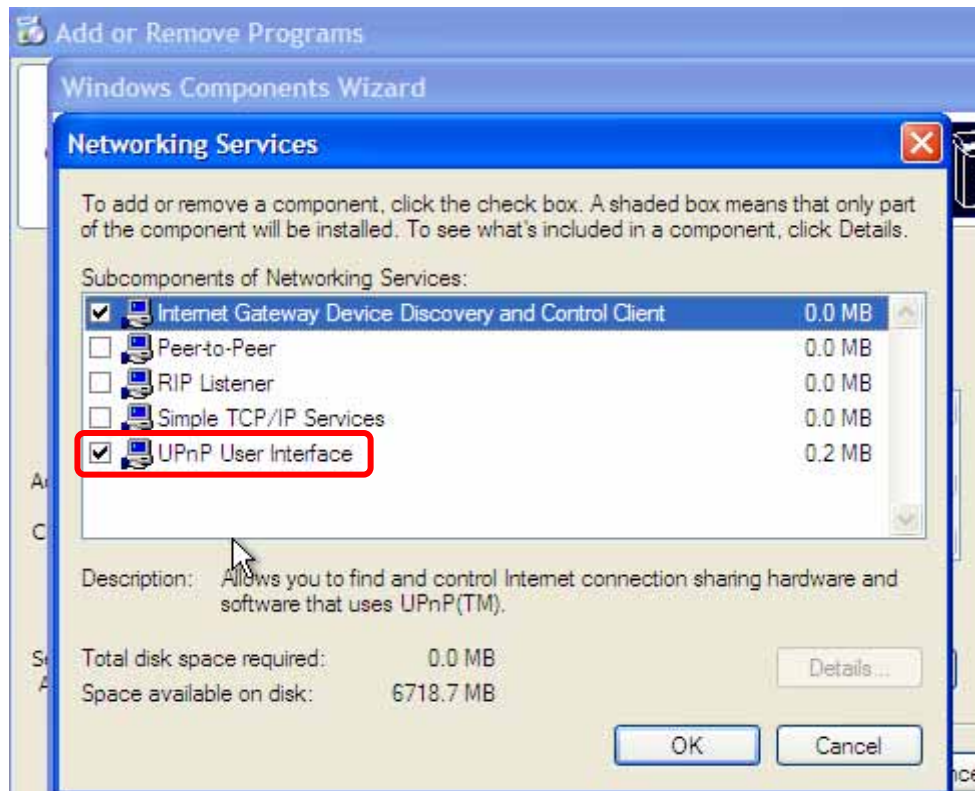 Add or Remove Programs
Windows Components Wizard
Networking Services
To add or remove a component, click the check box. A shaded box means that only part
of the component will be installed. To see what's included in a component, click Details.
Subcomponents of Networking Services:
Internet Gateway Device Discovery and Control Client 0.0 MB
Peer-to-Peer 0.0 MB
RIP Listener 0.0 MB
Simple TCP/IP Services 0.0 MB
UPnP User Interface 0.2 MB
Description: Allows you to find and control Internet connection sharing hardware and
software that uses UPnP(TM).
Total disk space required: 0.0 MB
Details...
Space available on disk: 6718.7 MB
OK Cancel